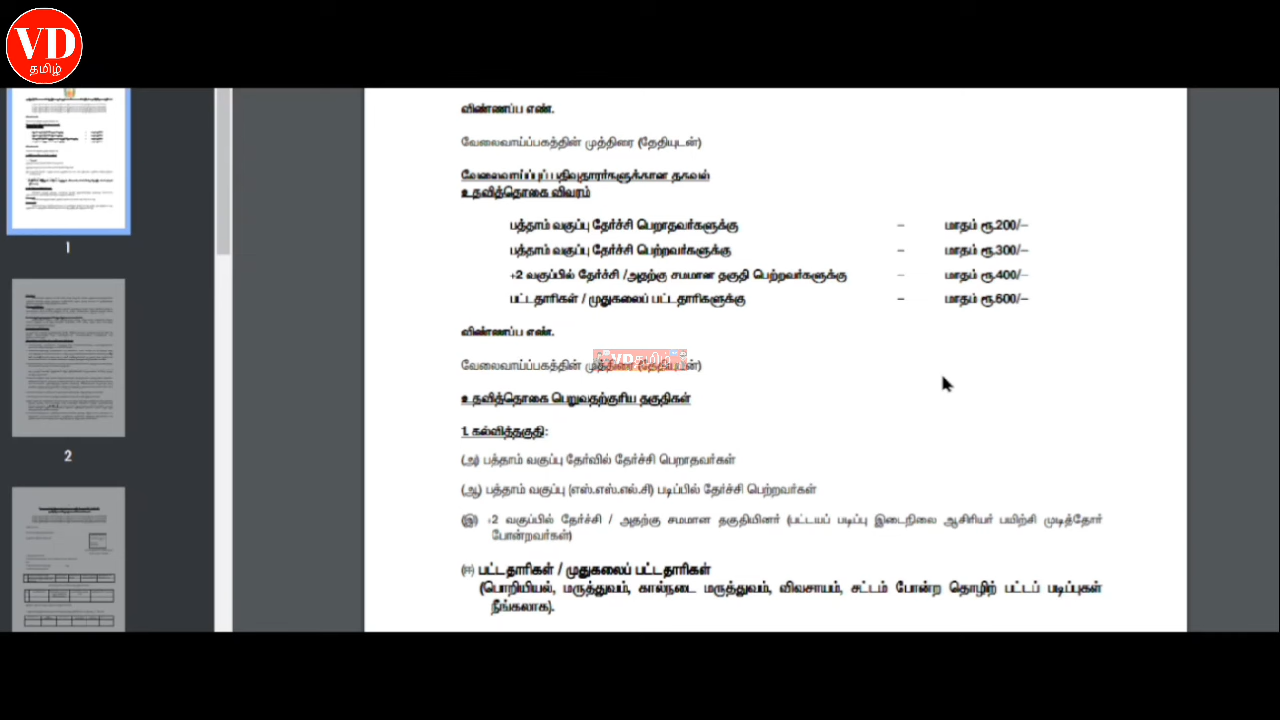 VD
தமிழ்
விண்ணப்ப எண்.
வேலைவாய்ப்பகத்தின் முத்திரை (தேதியுடன்)
வேலைவாய்ப்புப் பதிவுதாரர்களுக்கான தகவல்
உதவித்தொகை விவரம்
பத்தாம் வகுப்பு தேர்ச்சி பெறாதவர்களுக்கு – மாதம் ரூ.200/–
பத்தாம் வகுப்பு தேர்ச்சி பெற்றவர்களுக்கு – மாதம் ரூ.300/–
+2 வகுப்பில் தேர்ச்சி /அதற்கு சமமான தகுதி பெற்றவர்களுக்கு – மாதம் ரூ.400/–
பட்டதாரிகள் / முதுகலைப் பட்டதாரிகளுக்கு – மாதம் ரூ.600/–
விண்ணப்ப எண்.
வேலைவாய்ப்பகத்தின் முத்திரை (தேதியுடன்)
VD தமிழ்
உதவித்தொகை பெறுவதற்குரிய தகுதிகள்
1. கல்வித்தகுதி:
(அ) பத்தாம் வகுப்பு தேர்வில் தேர்ச்சி பெறாதவர்கள்
(ஆ) பத்தாம் வகுப்பு (எஸ்.எஸ்.எல்.சி) படிப்பில் தேர்ச்சி பெற்றவர்கள்
(இ) +2 வகுப்பில் தேர்ச்சி / அதற்கு சமமான தகுதியினர் (பட்டயப் படிப்பு இடைநிலை ஆசிரியர் பயிற்சி முடித்தோர்
போன்றவர்கள்)
(ஈ) பட்டதாரிகள் / முதுகலைப் பட்டதாரிகள்
(பொறியியல், மருத்துவம், கால்நடை மருத்துவம், விவசாயம், சட்டம் போன்ற தொழிற் பட்டப் படிப்புகள்
நீங்கலாக).
1
2